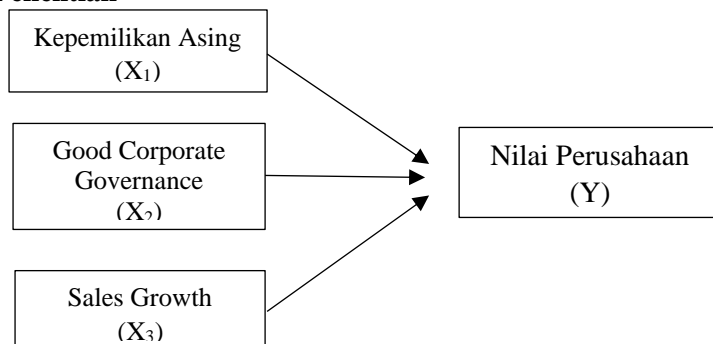 Kepemilikan Asing
(X₁)
Good Corporate
Governance
(X₂)
Nilai Perusahaan
(Y)
Sales Growth
(X₃)